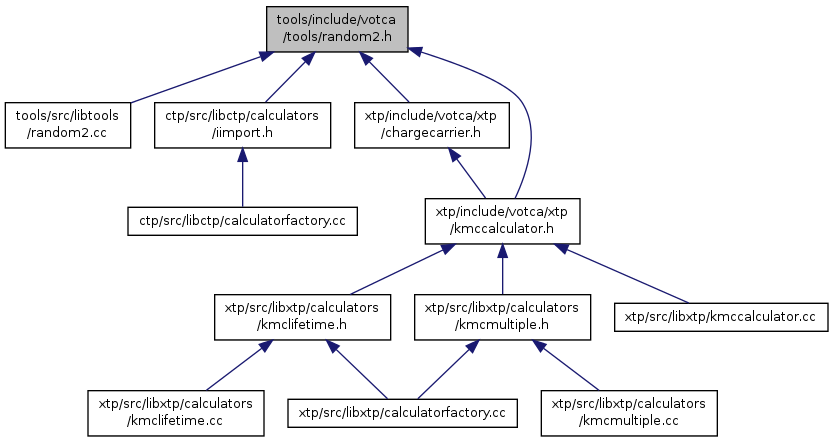 tools/include/votca
/tools/random2.h
tools/src/libtools
/random2.cc
ctp/src/libctp/calculators
/iimport.h
xtp/include/votca/xtp
/chargecarrier.h
ctp/src/libctp/calculatorfactory.cc
xtp/include/votca/xtp
/kmccalculator.h
xtp/src/libxtp/calculators
/kmclifetime.h
xtp/src/libxtp/calculators
/kmcmultiple.h
xtp/src/libxtp/kmccalculator.cc
xtp/src/libxtp/calculators
/kmclifetime.cc
xtp/src/libxtp/calculatorfactory.cc
xtp/src/libxtp/calculators
/kmcmultiple.cc